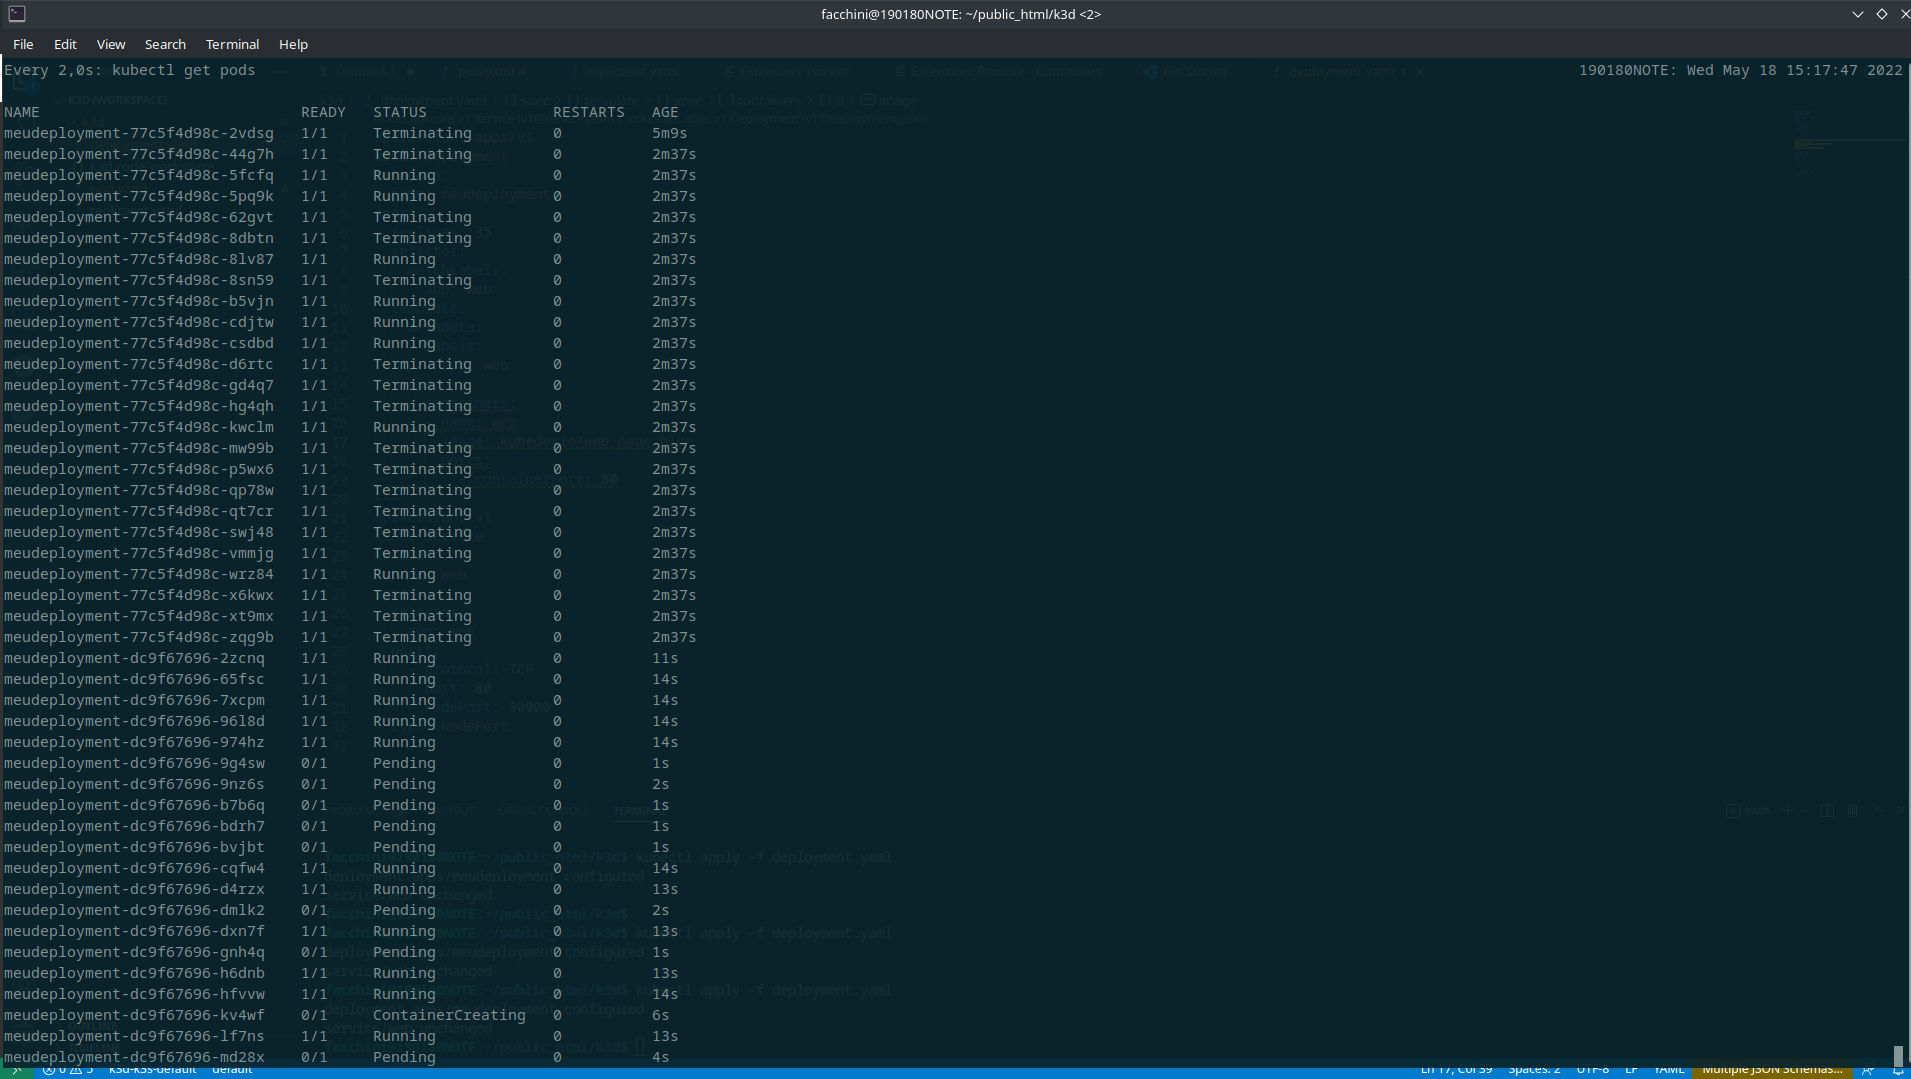 facchini@190180NOTE: ~/public_html/k3d <2>
File Edit View Search Terminal Help
Every 2,0s: kubectl get pods 190180NOTE: Wed May 18 15:17:47 2022
NAME READY STATUS RESTARTS AGE
meudeployment-77c5f4d98c-2vdsg 1/1 Terminating 0 5m9s
meudeployment-77c5f4d98c-44g7h 1/1 Terminating 0 2m37s
meudeployment-77c5f4d98c-5fcfq 1/1 Running 0 2m37s
meudeployment-77c5f4d98c-5pq9k 1/1 Running 0 2m37s
meudeployment-77c5f4d98c-62gvt 1/1 Terminating 0 2m37s
meudeployment-77c5f4d98c-8dbtn 1/1 Terminating 0 2m37s
meudeployment-77c5f4d98c-8lv87 1/1 Running 0 2m37s
meudeployment-77c5f4d98c-8sn59 1/1 Terminating 0 2m37s
meudeployment-77c5f4d98c-b5vjn 1/1 Running 0 2m37s
meudeployment-77c5f4d98c-cdjtw 1/1 Running 0 2m37s
meudeployment-77c5f4d98c-csdbd 1/1 Running 0 2m37s
meudeployment-77c5f4d98c-d6rtc 1/1 Terminating 0 2m37s
meudeployment-77c5f4d98c-gd4q7 1/1 Terminating 0 2m37s
meudeployment-77c5f4d98c-hg4qh 1/1 Terminating 0 2m37s
meudeployment-77c5f4d98c-kwclm 1/1 Running 0 2m37s
meudeployment-77c5f4d98c-mw99b 1/1 Terminating 0 2m37s
meudeployment-77c5f4d98c-p5wx6 1/1 Terminating 0 2m37s
meudeployment-77c5f4d98c-qp78w 1/1 Terminating 0 2m37s
meudeployment-77c5f4d98c-qt7cr 1/1 Terminating 0 2m37s
meudeployment-77c5f4d98c-swj48 1/1 Terminating 0 2m37s
meudeployment-77c5f4d98c-vmmjg 1/1 Terminating 0 2m37s
meudeployment-77c5f4d98c-wrz84 1/1 Running 0 2m37s
meudeployment-77c5f4d98c-x6kwx 1/1 Terminating 0 2m37s
meudeployment-77c5f4d98c-xt9mx 1/1 Terminating 0 2m37s
meudeployment-77c5f4d98c-zqg9b 1/1 Terminating 0 2m37s
meudeployment-dc9f67696-2zcnq 1/1 Running 0 11s
meudeployment-dc9f67696-65fsc 1/1 Running 0 14s
meudeployment-dc9f67696-7xcpm 1/1 Running 0 14s
meudeployment-dc9f67696-96l8d 1/1 Running 0 14s
meudeployment-dc9f67696-974hz 1/1 Running 0 14s
meudeployment-dc9f67696-9g4sw 0/1 Pending 0 1s
meudeployment-dc9f67696-9nz6s 0/1 Pending 0 2s
meudeployment-dc9f67696-b7b6q 0/1 Pending 0 1s
meudeployment-dc9f67696-bdrh7 0/1 Pending 0 1s
meudeployment-dc9f67696-bvjbt 0/1 Pending 0 1s
meudeployment-dc9f67696-cqfw4 1/1 Running 0 14s
meudeployment-dc9f67696-d4rzx 1/1 Running 0 13s
meudeployment-dc9f67696-dmlk2 0/1 Pending 0 2s
meudeployment-dc9f67696-dxn7f 1/1 Running 0 13s
meudeployment-dc9f67696-gnh4q 0/1 Pending 0 1s
meudeployment-dc9f67696-h6dnb 1/1 Running 0 13s
meudeployment-dc9f67696-hfvvw 1/1 Running 0 14s
meudeployment-dc9f67696-kv4wf 0/1 ContainerCreating 0 6s
meudeployment-dc9f67696-lf7ns 1/1 Running 0 13s
meudeployment-dc9f67696-md28x 0/1 Pending 0 4s
k3d-k3s-default default Ln 17, Col 39 Spaces: 2 UTF-8 LF YAML Multiple JSON Schemas...